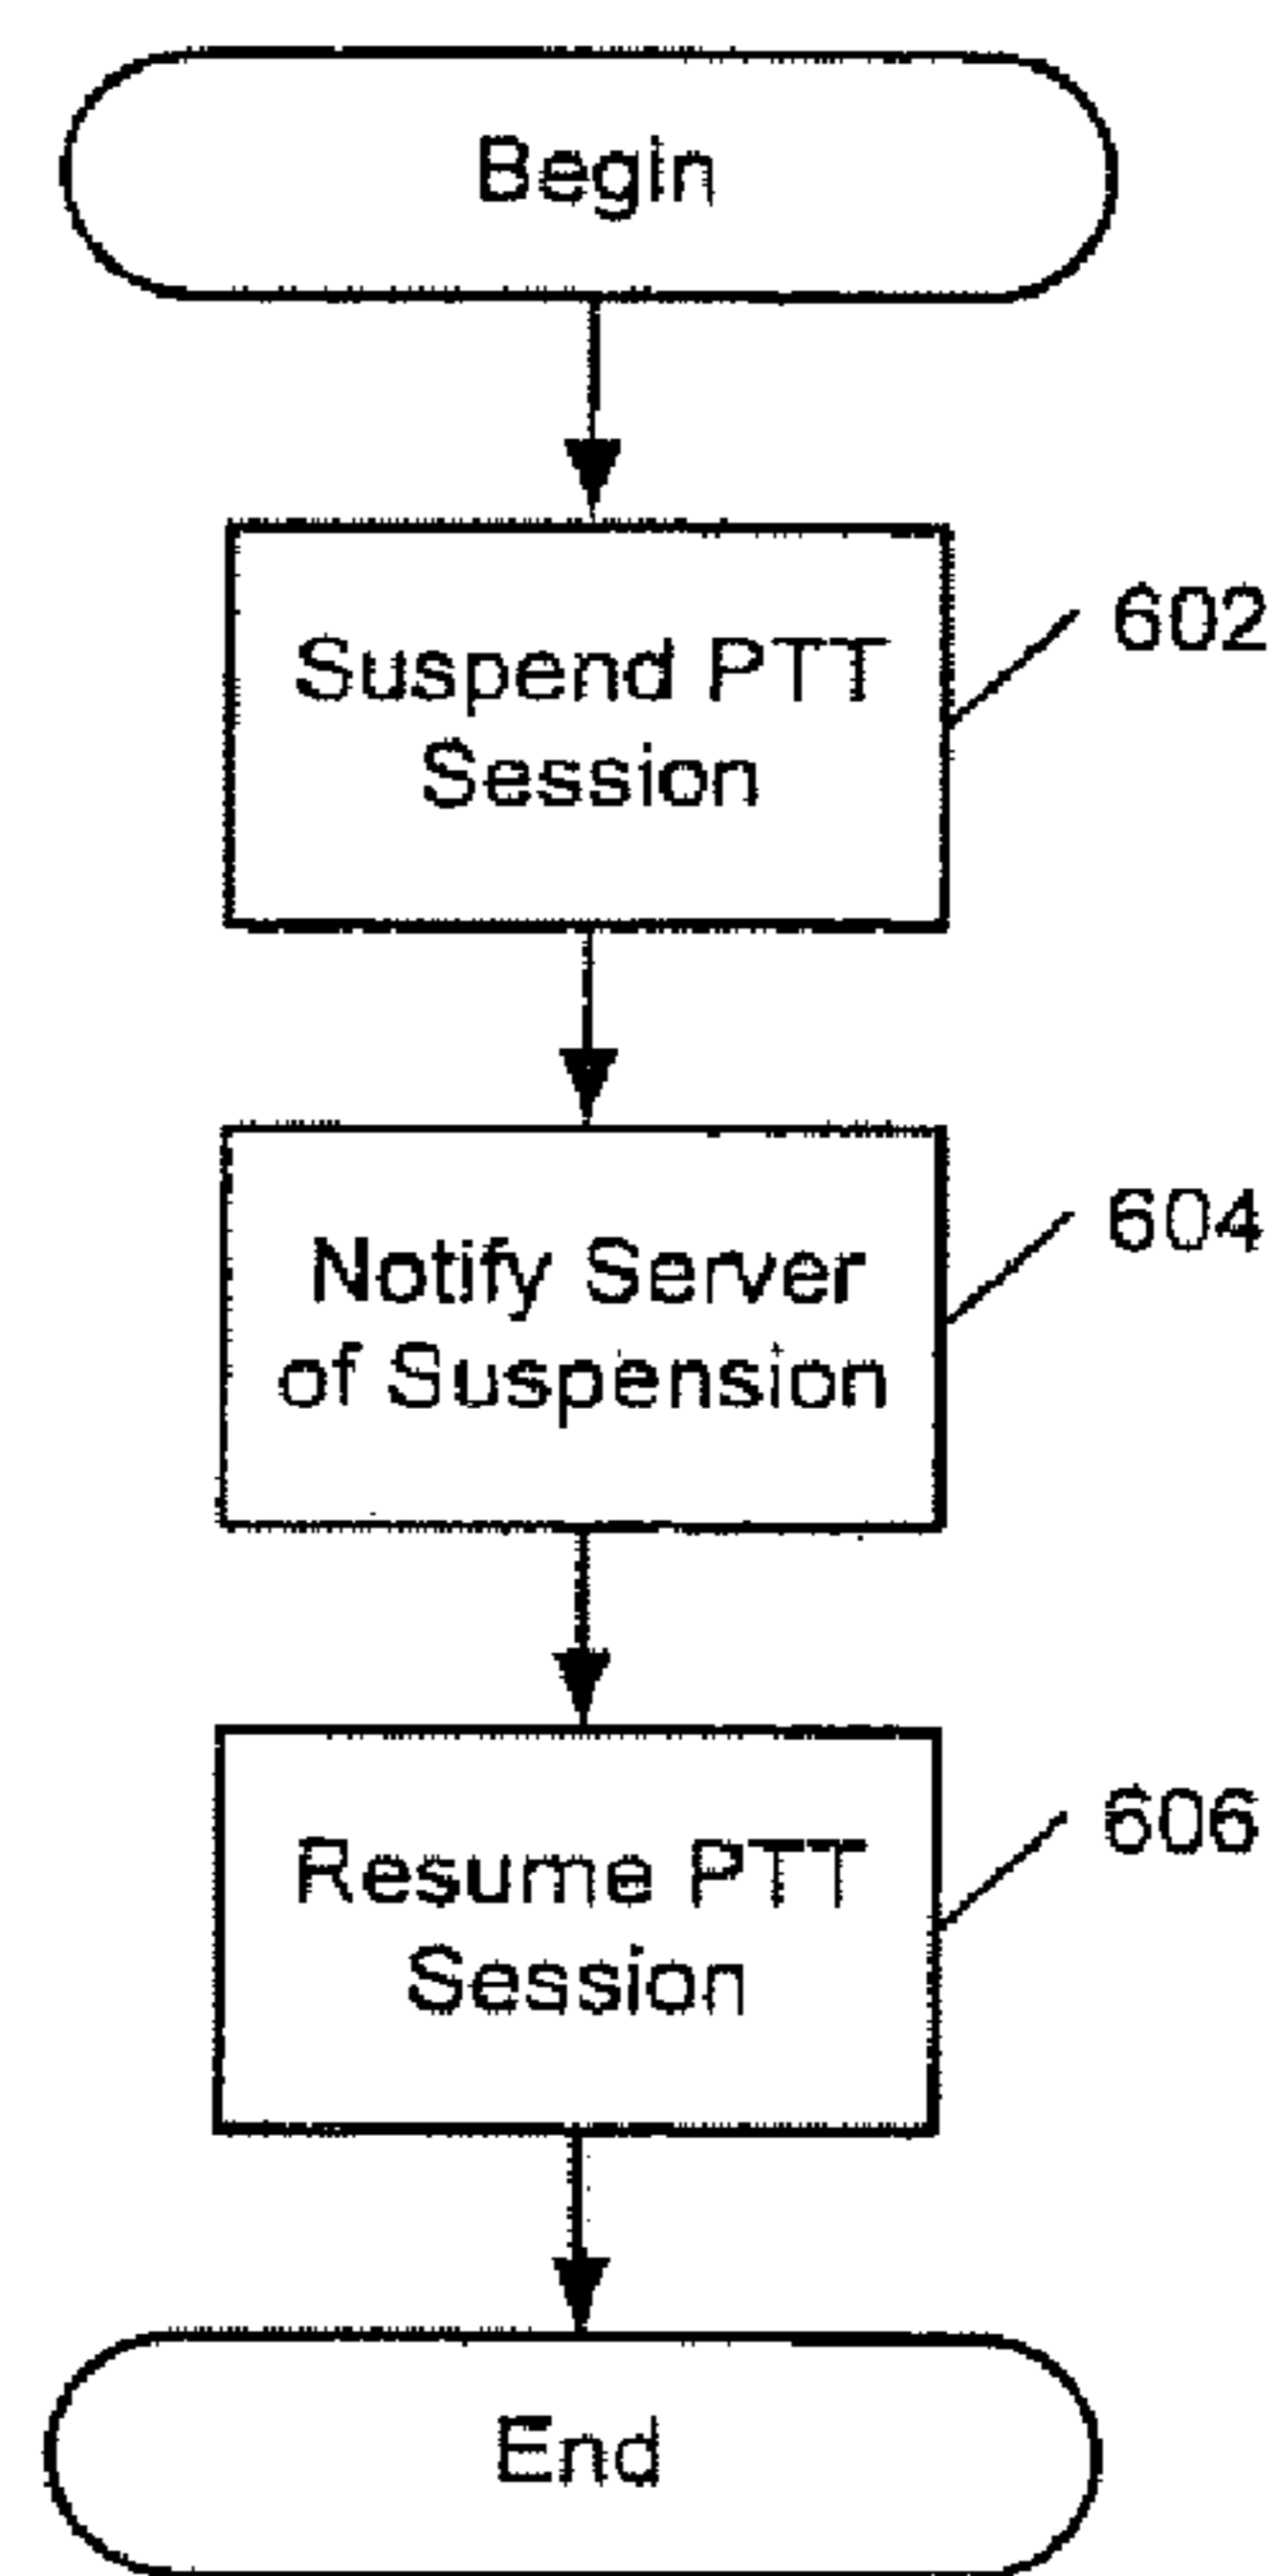 Begin
Suspend PTT
Session
602
Notify Server
of Suspension
604
Resume PTT
Session
606
End